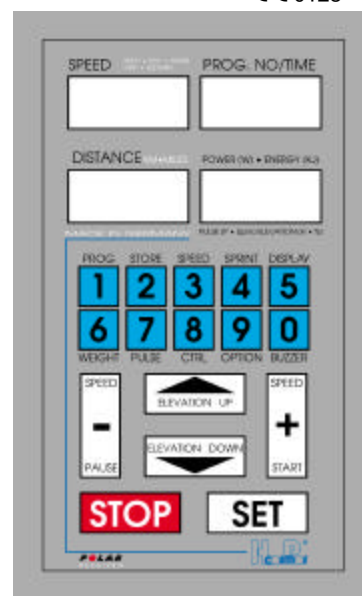 0128
SPEED
PROG. NO/TIME
DISTANCE
POWER (W) • ENERGY (KJ)
PROG STORE SPEED SPRINT DISPLAY
1 2 3 4 5
6 7 8 9 0
WEIGHT PULSE CTRL OPTION BUZZER
SPEED
SPEED
ELEVATION UP
-
+
ELEVATION DOWN
PAUSE
START
STOP SET
POLAR